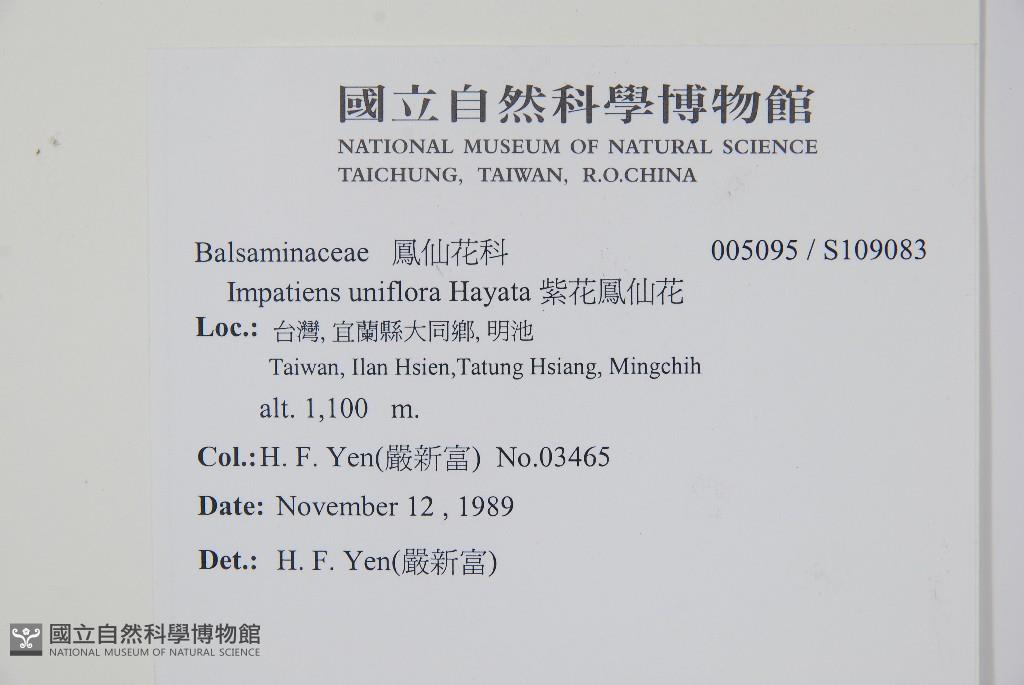 國立自然科學博物館
NATIONAL MUSEUM OF NATURAL SCIENCE
TAICHUNG, TAIWAN, R.O.CHINA
Balsaminaceae 鳳仙花科 005095 / S109083
Impatiens uniflora Hayata 紫花鳳仙花
Loc.: 台灣, 宜蘭縣大同鄉, 明池
Taiwan, Ilan Hsien,Tatung Hsiang, Mingchih
alt. 1,100 m.
Col.:H. F. Yen(嚴新富) No.03465
Date: November 12 , 1989
Det.: H. F. Yen(嚴新富)
國立自然科學博物館
NATIONAL MUSEUM OF NATURAL SCIENCE